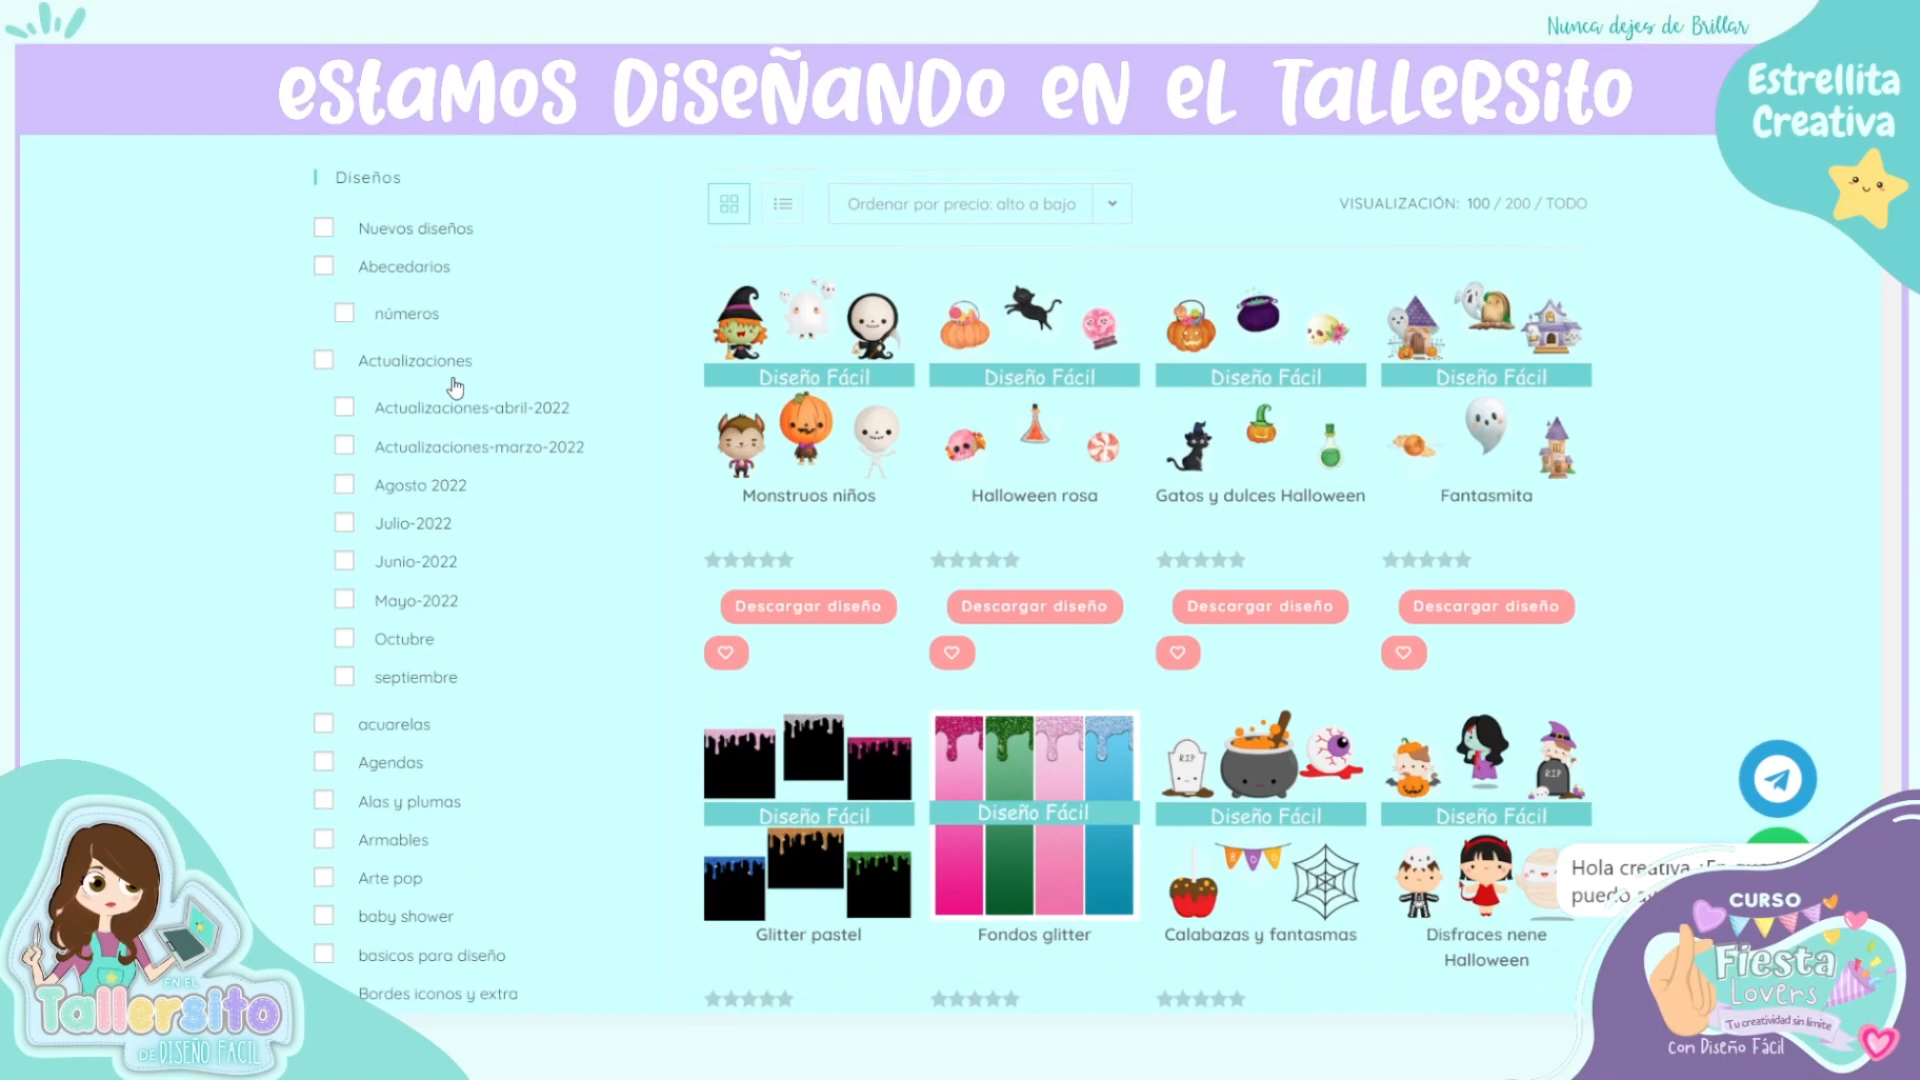 Nunca dejes de Brillar
estamos Diseñando en el Tallersito
Estrellita
Creativa
Diseños
Nuevos diseños
Abecedarios
números
Actualizaciones
Actualizaciones-abril-2022
Actualizaciones-marzo-2022
Agosto 2022
Julio-2022
Junio-2022
Mayo-2022
Octubre
septiembre
acuarelas
Agendas
Alas y plumas
Armables
Arte pop
baby shower
basicos para diseño
Bordes iconos y extra
Ordenar por precio: alto a bajo
VISUALIZACIÓN: 100 / 200 / TODO
Diseño Fácil
Diseño Fácil
Diseño Fácil
Diseño Fácil
Monstruos niños
Halloween rosa
Gatos y dulces Halloween
Fantasmita
Descargar diseño
Descargar diseño
Descargar diseño
Descargar diseño
RIP
RIP
Diseño Fácil
Diseño Fácil
Diseño Fácil
Diseño Fácil
Glitter pastel
Fondos glitter
Calabazas y fantasmas
Disfraces nene
Halloween
Hola creativa
puedo
EN EL
Tallersito
DE DISEÑO FÁCIL
CURSO
Fiesta
Lovers
Tu creatividad sin limite
con Diseño Fácil